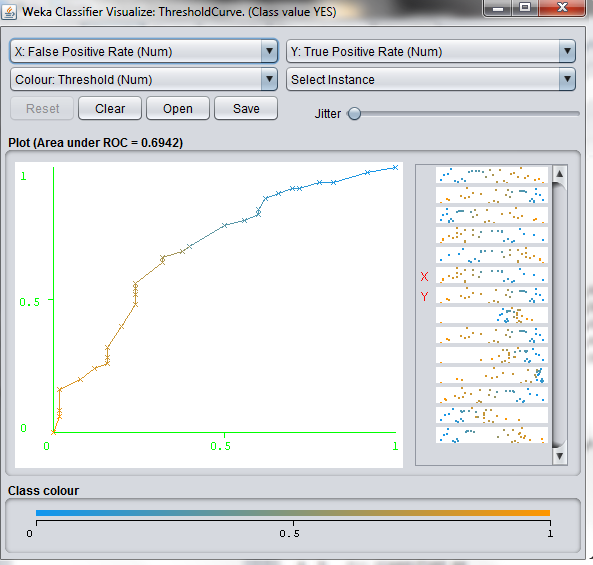 Weka Classifier Visualize: ThresholdCurve. (Class value YES)
X: False Positive Rate (Num) Y: True Positive Rate (Num)
Colour: Threshold (Num) Select Instance
Reset Clear Open Save Jitter
Plot (Area under ROC = 0.6942)
1
0.5
0
0 0.5 1
X
Y
Class colour
0 0.5 1